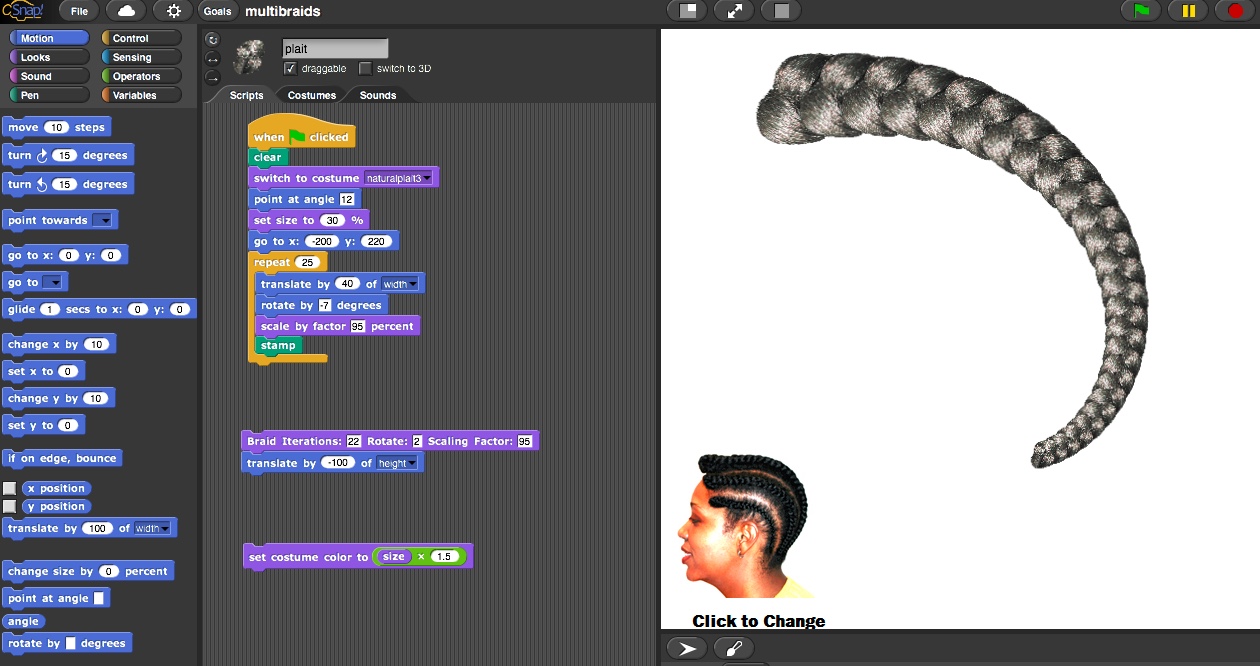 Snap! File Goals multibraids
Motion Control
Looks Sensing
Sound Operators
Pen Variables
plait
draggable switch to 3D
Scripts Costumes Sounds
move 10 steps
turn 15 degrees
turn 15 degrees
point towards
go to x: 0 y: 0
go to
glide 1 secs to x: 0 y: 0
change x by 10
set x to 0
change y by 10
set y to 0
if on edge, bounce
x position
y position
translate by 100 of width
change size by 0 percent
point at angle
angle
rotate by degrees
when clicked
clear
switch to costume naturalplait3
point at angle 12
set size to 30 %
go to x: -200 y: 220
repeat 25
translate by 40 of width
rotate by -7 degrees
scale by factor 95 percent
stamp
Braid Iterations: 22 Rotate: 2 Scaling Factor: 95
translate by -100 of height
set costume color to size × 1.5
Click to Change